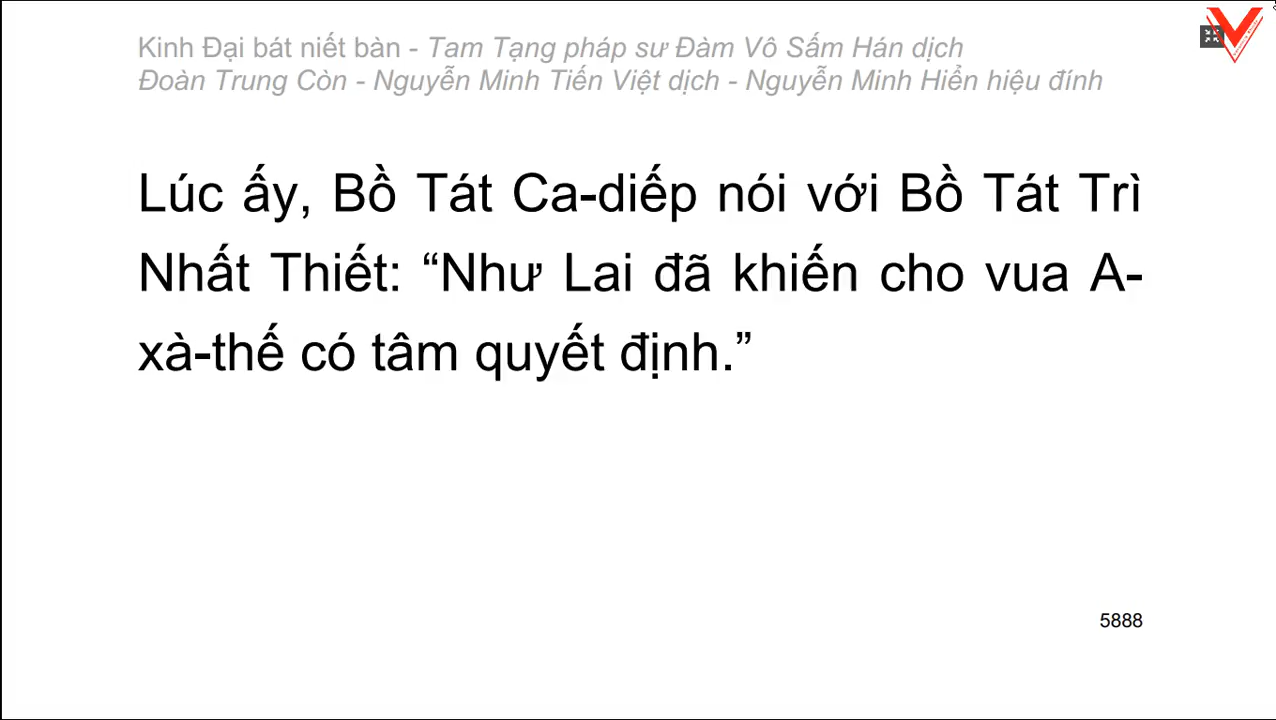 Kinh Đại bát niết bàn - Tam Tạng pháp sư Đàm Vô Sấm Hán dịch
Đoàn Trung Còn - Nguyễn Minh Tiến Việt dịch - Nguyễn Minh Hiển hiệu đính
Lúc ấy, Bồ Tát Ca-diếp nói với Bồ Tát Trì
Nhất Thiết: “Như Lai đã khiến cho vua A-
xà-thế có tâm quyết định.”
5888